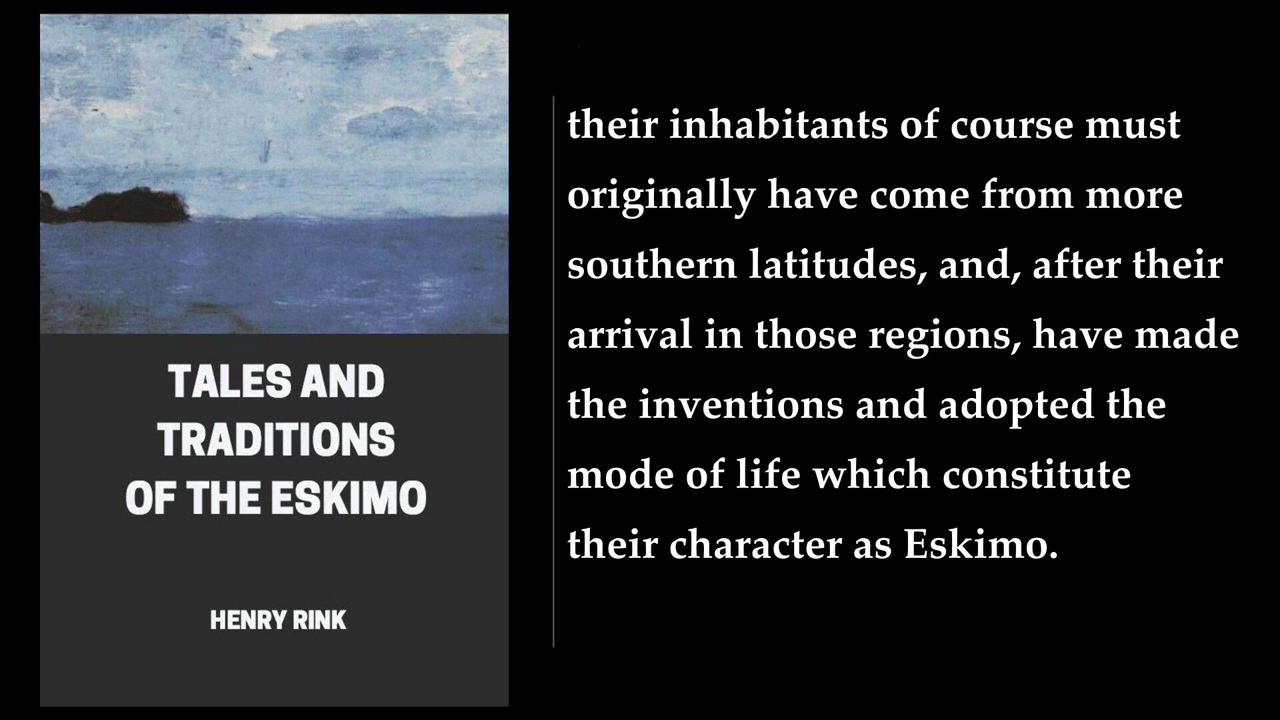 TALES AND
TRADITIONS
OF THE ESKIMO
HENRY RINK
their inhabitants of course must
originally have come from more
southern latitudes, and, after their
arrival in those regions, have made
the inventions and adopted the
mode of life which constitute
their character as Eskimo.